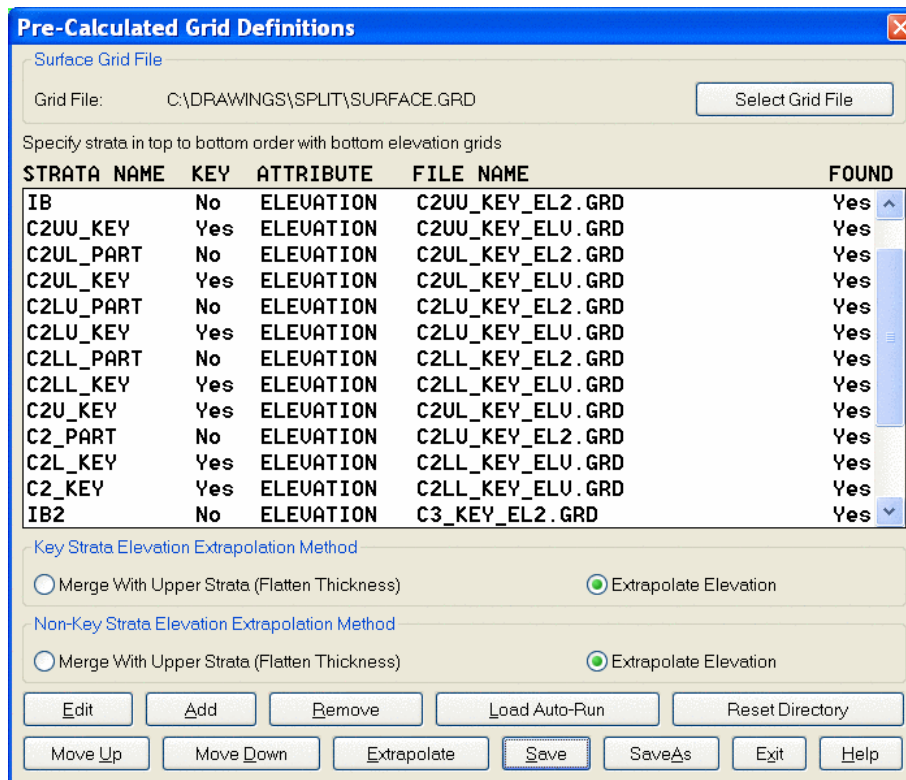 Pre-Calculated Grid Definitions
Surface Grid File
Grid File: C:\DRAWINGS\SPLIT\SURFACE.GRD Select Grid File
Specify strata in top to bottom order with bottom elevation grids
STRATA NAME KEY ATTRIBUTE FILE NAME FOUND
IB No ELEVATION C2UU_KEY_EL2.GRD Yes
C2UU_KEY Yes ELEVATION C2UU_KEY_ELV.GRD Yes
C2UL_PART No ELEVATION C2UL_KEY_EL2.GRD Yes
C2UL_KEY Yes ELEVATION C2UL_KEY_ELV.GRD Yes
C2LU_PART No ELEVATION C2LU_KEY_EL2.GRD Yes
C2LU_KEY Yes ELEVATION C2LU_KEY_ELV.GRD Yes
C2LL_PART No ELEVATION C2LL_KEY_EL2.GRD Yes
C2LL_KEY Yes ELEVATION C2LL_KEY_ELV.GRD Yes
C2U_KEY Yes ELEVATION C2UL_KEY_ELV.GRD Yes
C2_PART No ELEVATION C2LU_KEY_EL2.GRD Yes
C2L_KEY Yes ELEVATION C2LL_KEY_ELV.GRD Yes
C2_KEY Yes ELEVATION C2LL_KEY_ELV.GRD Yes
IB2 No ELEVATION C3_KEY_EL2.GRD Yes
Key Strata Elevation Extrapolation Method
Merge With Upper Strata (Flatten Thickness) Extrapolate Elevation
Non-Key Strata Elevation Extrapolation Method
Merge With Upper Strata (Flatten Thickness) Extrapolate Elevation
Edit Add Remove Load Auto-Run Reset Directory
Move Up Move Down Extrapolate Save SaveAs Exit Help